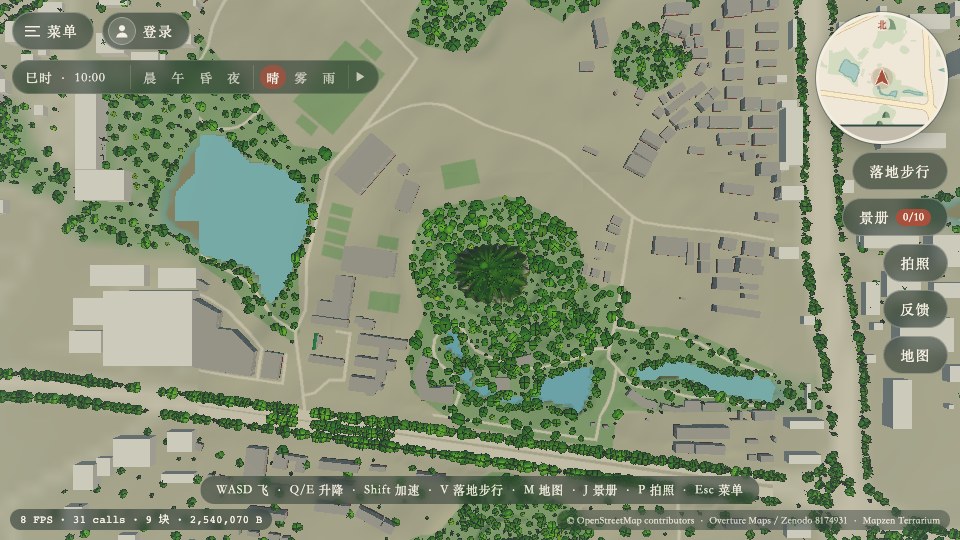 菜单 登录
巳时 · 10:00 晨 午 昏 夜 晴 雾 雨
北
落地步行
景册 0/10
拍照
反馈
地图
WASD 飞 · Q/E 升降 · Shift 加速 · V 落地步行 · M 地图 · J 景册 · P 拍照 · Esc 菜单
8 FPS · 31 calls · 9 块 · 2,540,070 B
© OpenStreetMap contributors · Overture Maps / Zenodo 8174931 · Mapzen Terrarium